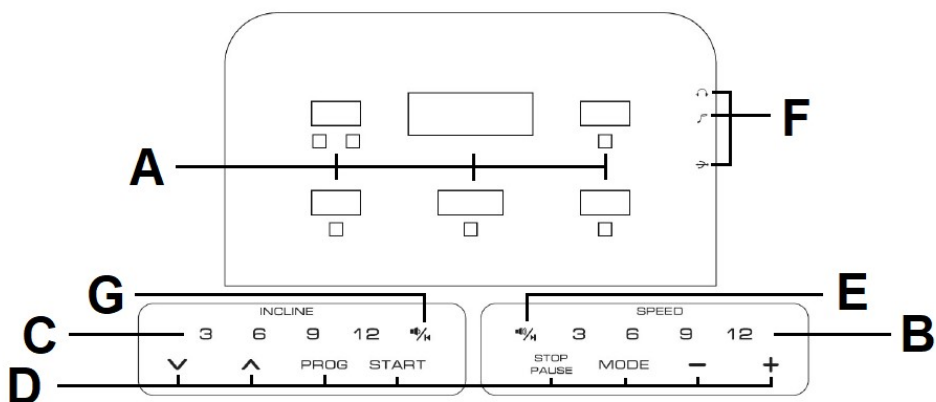 A
F
G
E
INCLINE
SPEED
C
3 6 9 12
3 6 9 12
B
D
PROG START
STOP
PAUSE
MODE
− +